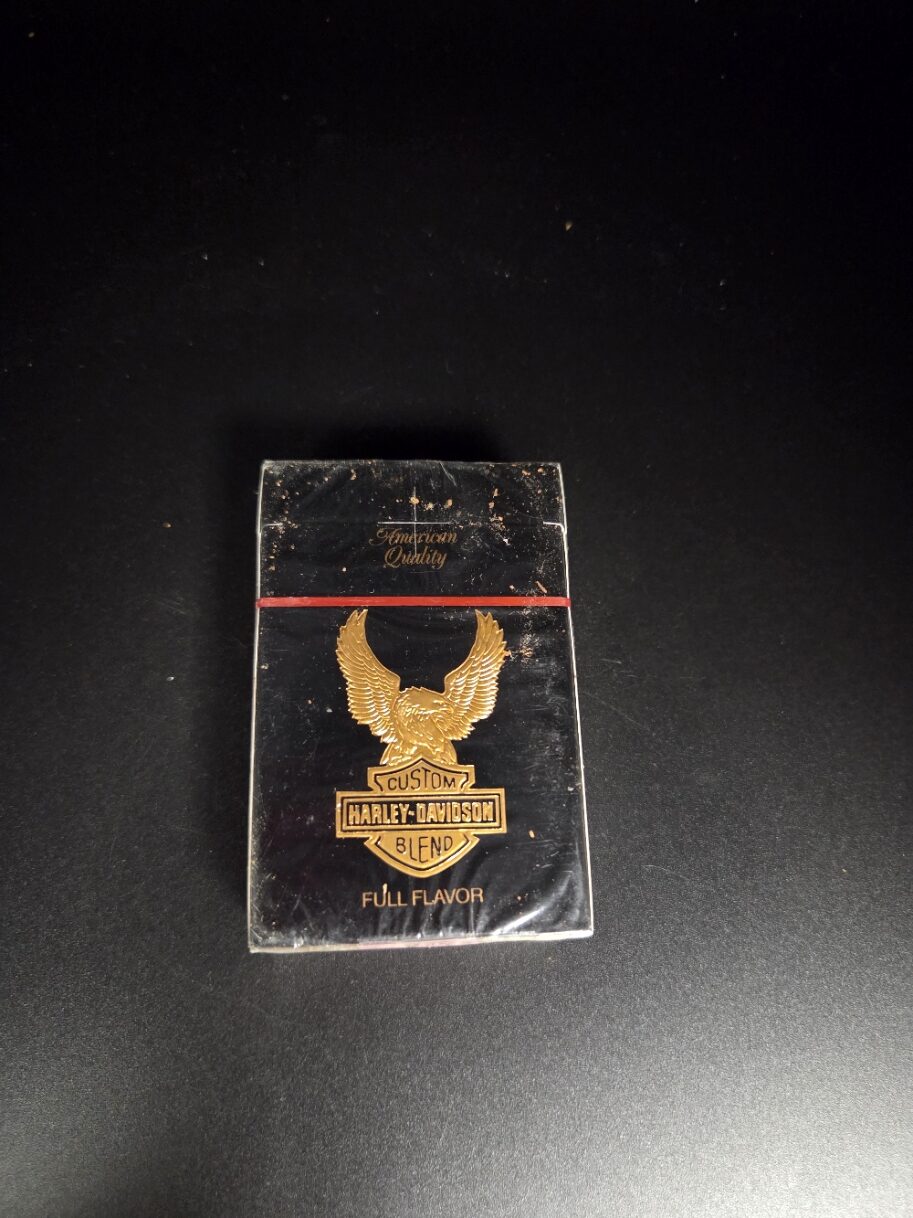 American
Quality
CUSTOM
HARLEY-DAVIDSON
BLEND
FULL FLAVOR